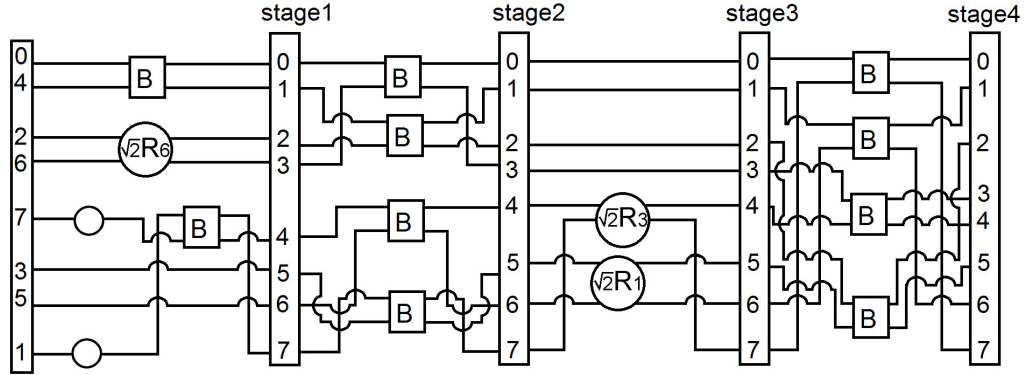 stage1 stage2 stage3 stage4
0 B 0 B 0 0 B 0
4 1 1 1 1
√2R6 B B
2 2 2 2 2
6 3 3 3
B 3
7 B B 4 √2R3 4 4
4
3 5 5 √2R1 5 5
5 6 B 6 6 B 6
1 7 7 7 7